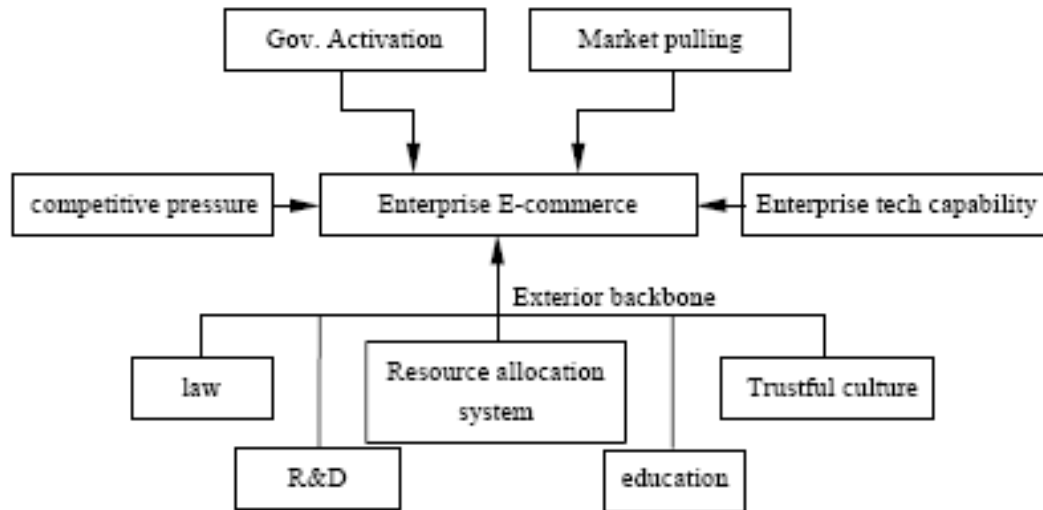 Gov. Activation
Market pulling
competitive pressure
Enterprise E-commerce
Enterprise tech capability
Exterior backbone
law
Resource allocation
system
Trustful culture
R&D
education